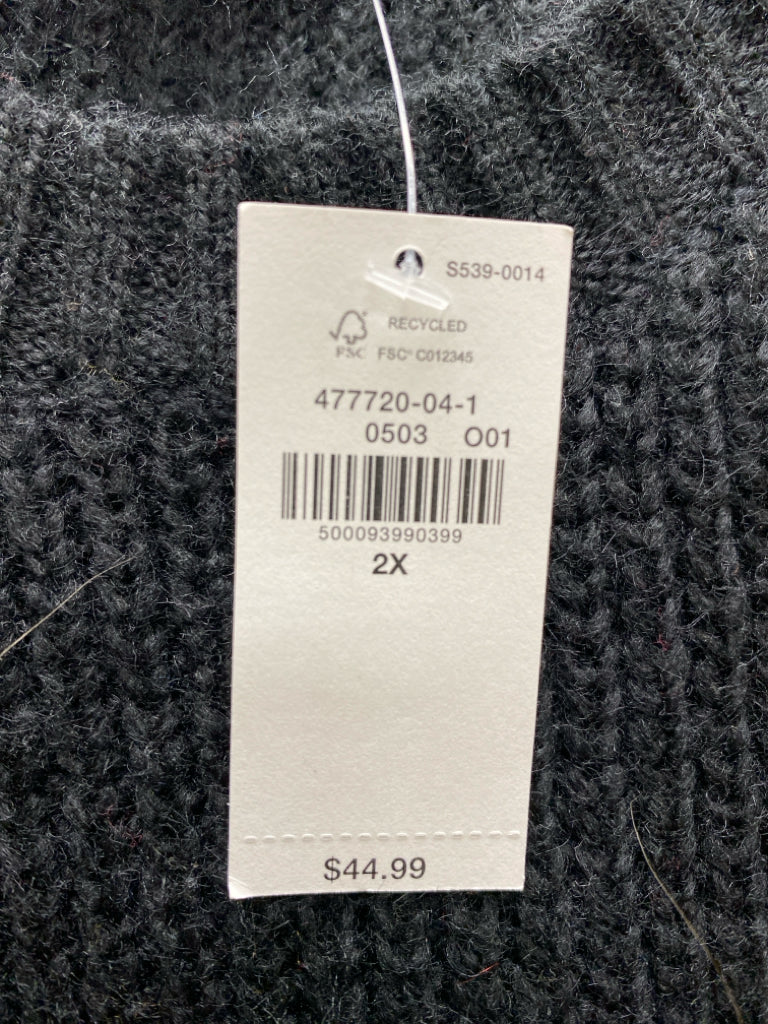 S539-0014
RECYCLED
FSC FSC® C012345
477720-04-1
0503 O01
500093990399
2X
$44.99